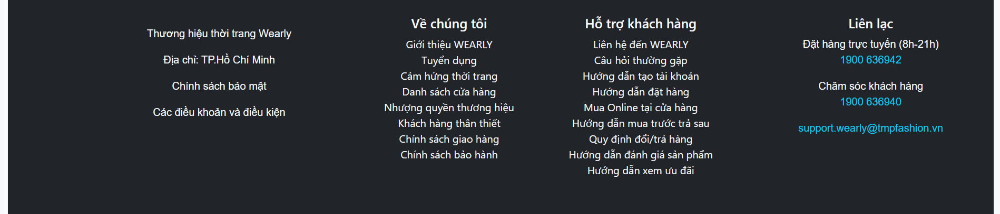 Thương hiệu thời trang Wearly
Địa chỉ: TP.Hồ Chí Minh
Chính sách bảo mật
Các điều khoản và điều kiện
Về chúng tôi
Giới thiệu WEARLY
Tuyển dụng
Cảm hứng thời trang
Danh sách cửa hàng
Nhượng quyền thương hiệu
Khách hàng thân thiết
Chính sách giao hàng
Chính sách bảo hành
Hỗ trợ khách hàng
Liên hệ đến WEARLY
Câu hỏi thường gặp
Hướng dẫn tạo tài khoản
Hướng dẫn đặt hàng
Mua Online tại cửa hàng
Hướng dẫn mua trước trả sau
Quy định đổi/trả hàng
Hướng dẫn đánh giá sản phẩm
Hướng dẫn xem ưu đãi
Liên lạc
Đặt hàng trực tuyến (8h-21h)
1900 636942
Chăm sóc khách hàng
1900 636940
support.wearly@tmpfashion.vn